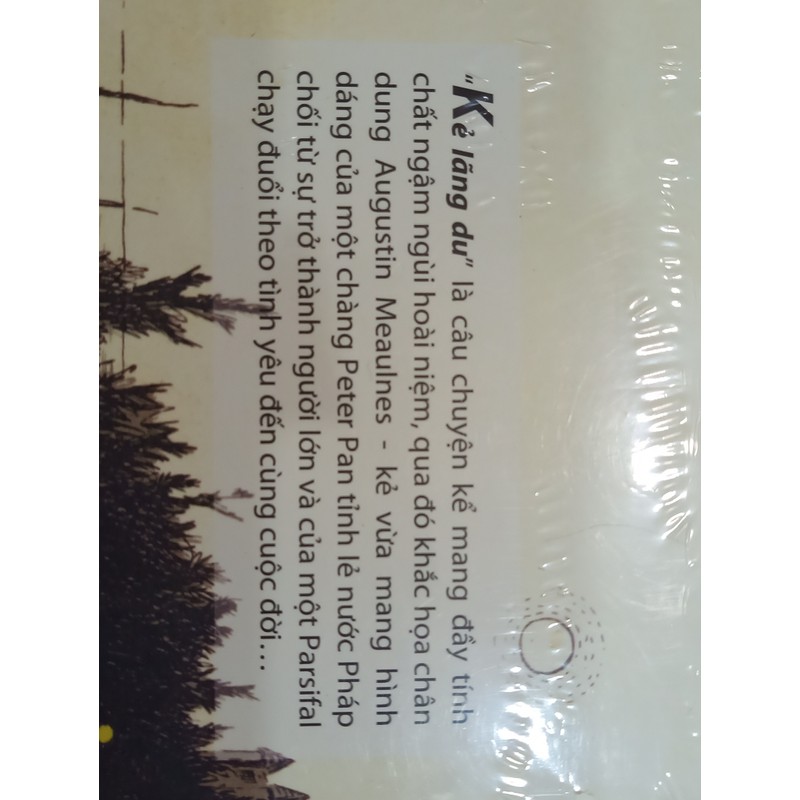 "Kẻ lãng du" là câu chuyện kể mang đầy tính
chất ngậm ngùi hoài niệm, qua đó khắc họa chân
dung Augustin Meaulnes - kẻ vừa mang hình
dáng của một chàng Peter Pan tỉnh lẻ nước Pháp
chối từ sự trở thành người lớn và của một Parsifal
chạy đuổi theo tình yêu đến cùng cuộc đời...